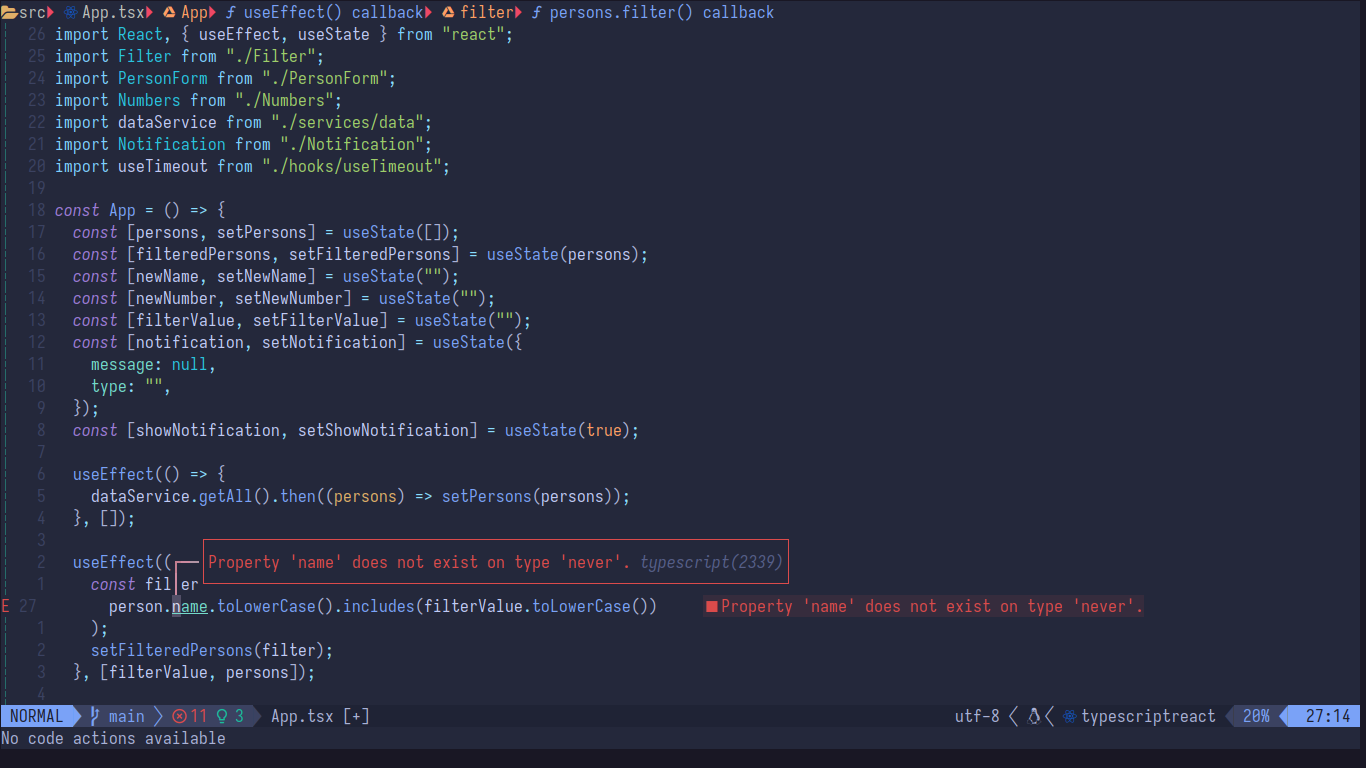 src App.tsx App ƒ useEffect() callback filter ƒ persons.filter() callback
26 import React, { useEffect, useState } from "react";
25 import Filter from "./Filter";
24 import PersonForm from "./PersonForm";
23 import Numbers from "./Numbers";
22 import dataService from "./services/data";
21 import Notification from "./Notification";
20 import useTimeout from "./hooks/useTimeout";
19
18 const App = () => {
17 const [persons, setPersons] = useState([]);
16 const [filteredPersons, setFilteredPersons] = useState(persons);
15 const [newName, setNewName] = useState("");
14 const [newNumber, setNewNumber] = useState("");
13 const [filterValue, setFilterValue] = useState("");
12 const [notification, setNotification] = useState({
11 message: null,
10 type: "",
9 });
8 const [showNotification, setShowNotification] = useState(true);
7
6 useEffect(() => {
5 dataService.getAll().then((persons) => setPersons(persons));
4 }, []);
3
2 useEffect(( Property 'name' does not exist on type 'never'. typescript(2339)
1 const filter
E 27 person.name.toLowerCase().includes(filterValue.toLowerCase()) Property 'name' does not exist on type 'never'.
1 );
2 setFilteredPersons(filter);
3 }, [filterValue, persons]);
4
NORMAL main 11 3 App.tsx [+] utf-8 typescriptreact 20% 27:14
No code actions available